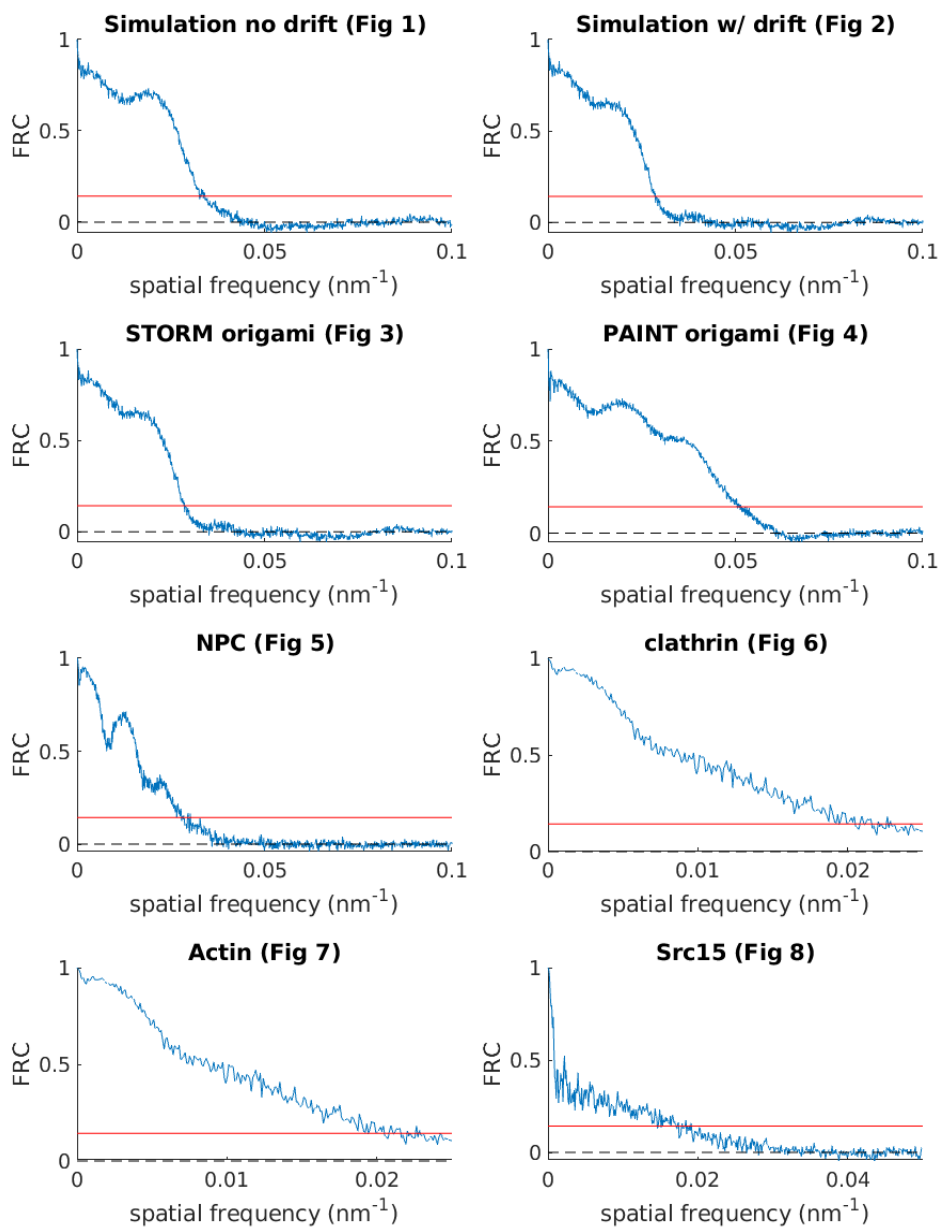 Simulation no drift (Fig 1)
1
0.5
0
FRC
0
0.05
0.1
spatial frequency (nm⁻¹)
Simulation w/ drift (Fig 2)
1
0.5
0
FRC
0
0.05
0.1
spatial frequency (nm⁻¹)
STORM origami (Fig 3)
1
0.5
0
FRC
0
0.05
0.1
spatial frequency (nm⁻¹)
PAINT origami (Fig 4)
1
0.5
0
FRC
0
0.05
0.1
spatial frequency (nm⁻¹)
NPC (Fig 5)
1
0.5
0
FRC
0
0.05
0.1
spatial frequency (nm⁻¹)
clathrin (Fig 6)
1
0.5
0
FRC
0
0.01
0.02
spatial frequency (nm⁻¹)
Actin (Fig 7)
1
0.5
0
FRC
0
0.01
0.02
spatial frequency (nm⁻¹)
Src15 (Fig 8)
1
0.5
0
FRC
0
0.02
0.04
spatial frequency (nm⁻¹)